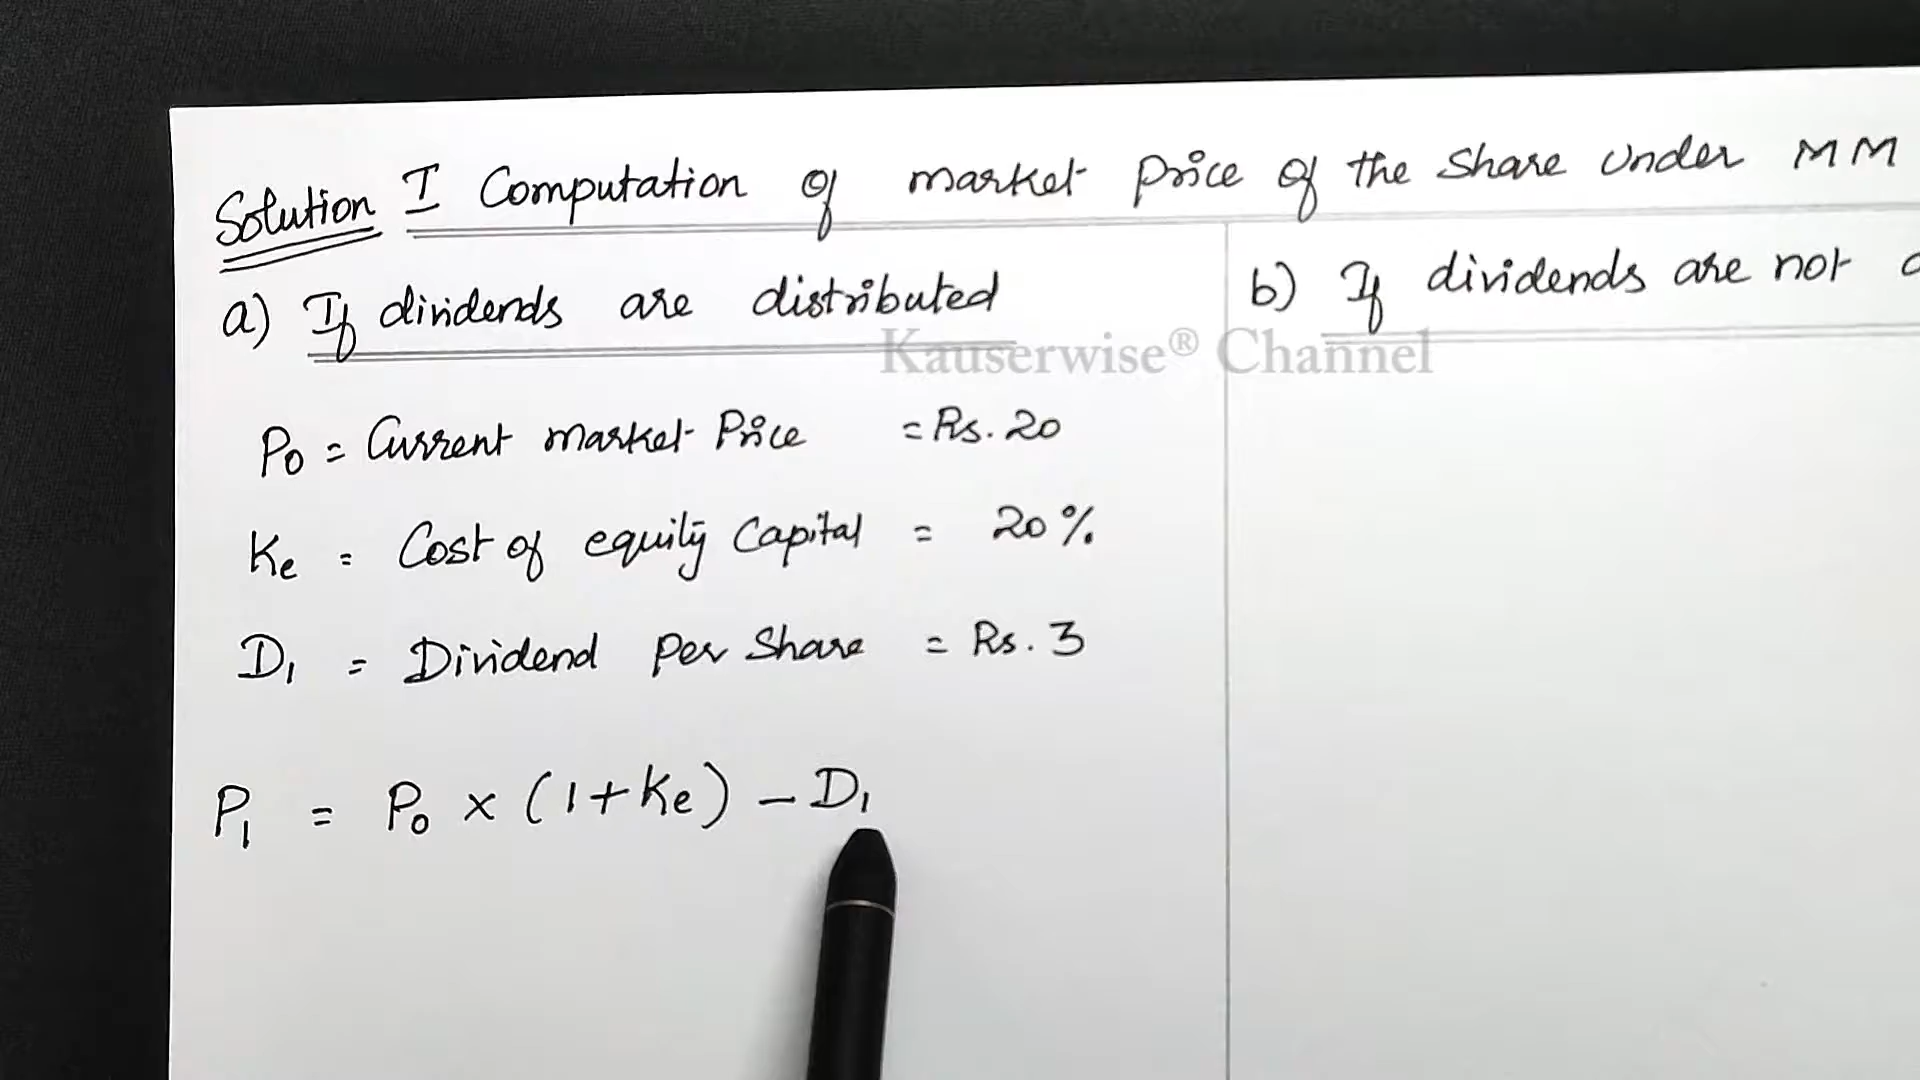 Solution I Computation of market Price of the Share under MM
a) If dividends are distributed
b) If dividends are not
Kauserwise® Channel
P0 = Current market Price = Rs. 20
Ke = Cost of equity Capital = 20%
D1 = Dividend Per Share = Rs. 3
P1 = P0 × (1+Ke) – D1